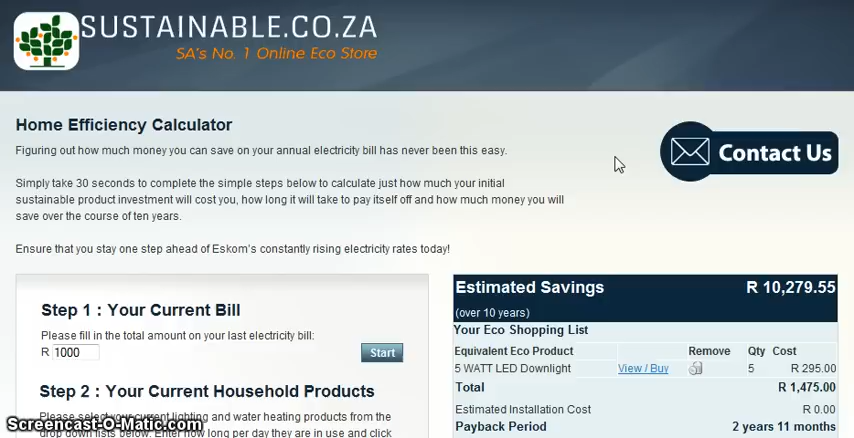 SUSTAINABLE.CO.ZA
SA's No. 1 Online Eco Store
Home Efficiency Calculator
Figuring out how much money you can save on your annual electricity bill has never been this easy.
Simply take 30 seconds to complete the simple steps below to calculate just how much your initial
sustainable product investment will cost you, how long it will take to pay itself off and how much money you will
save over the course of ten years.
Ensure that you stay one step ahead of Eskom's constantly rising electricity rates today!
Contact Us
Step 1 : Your Current Bill
Please fill in the total amount on your last electricity bill:
R 1000 Start
Step 2 : Your Current Household Products
Please select your current lighting and water heating products from the
drop down lists below. Enter how long per day they are in use and click
Estimated Savings R 10,279.55
(over 10 years)
Your Eco Shopping List
Equivalent Eco Product Remove Qty Cost
5 WATT LED Downlight View / Buy 5 R 295.00
Total R 1,475.00
Estimated Installation Cost R 0.00
Payback Period 2 years 11 months
Screencast-O-Matic.com